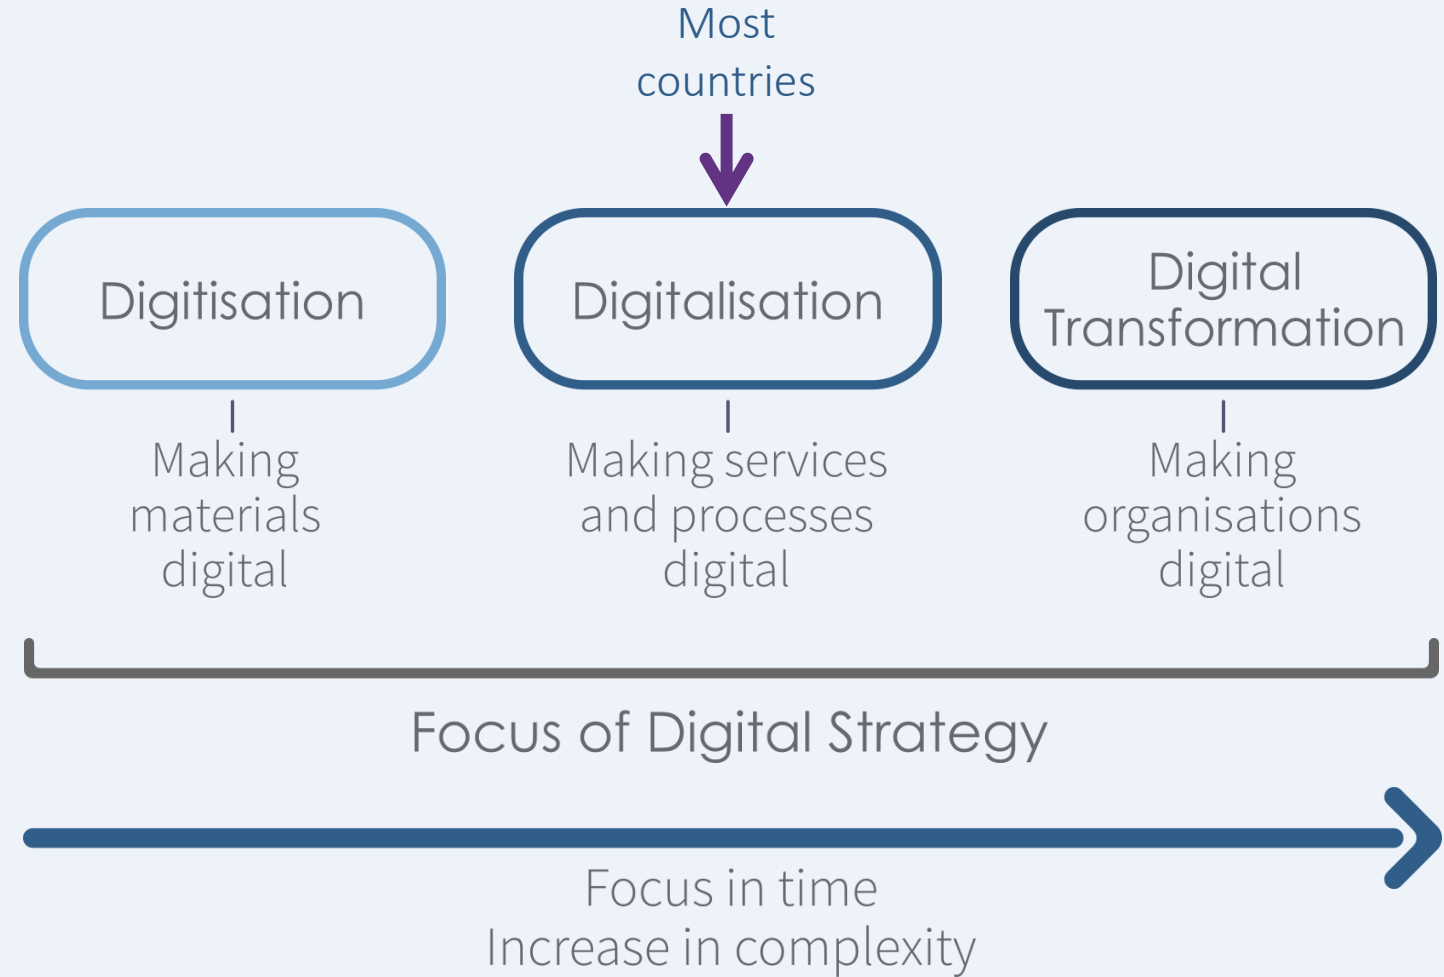 Most
countries
Digitisation
Digitalisation
Digital
Transformation
Making
materials
digital
Making services
and processes
digital
Making
organisations
digital
Focus of Digital Strategy
Focus in time
Increase in complexity